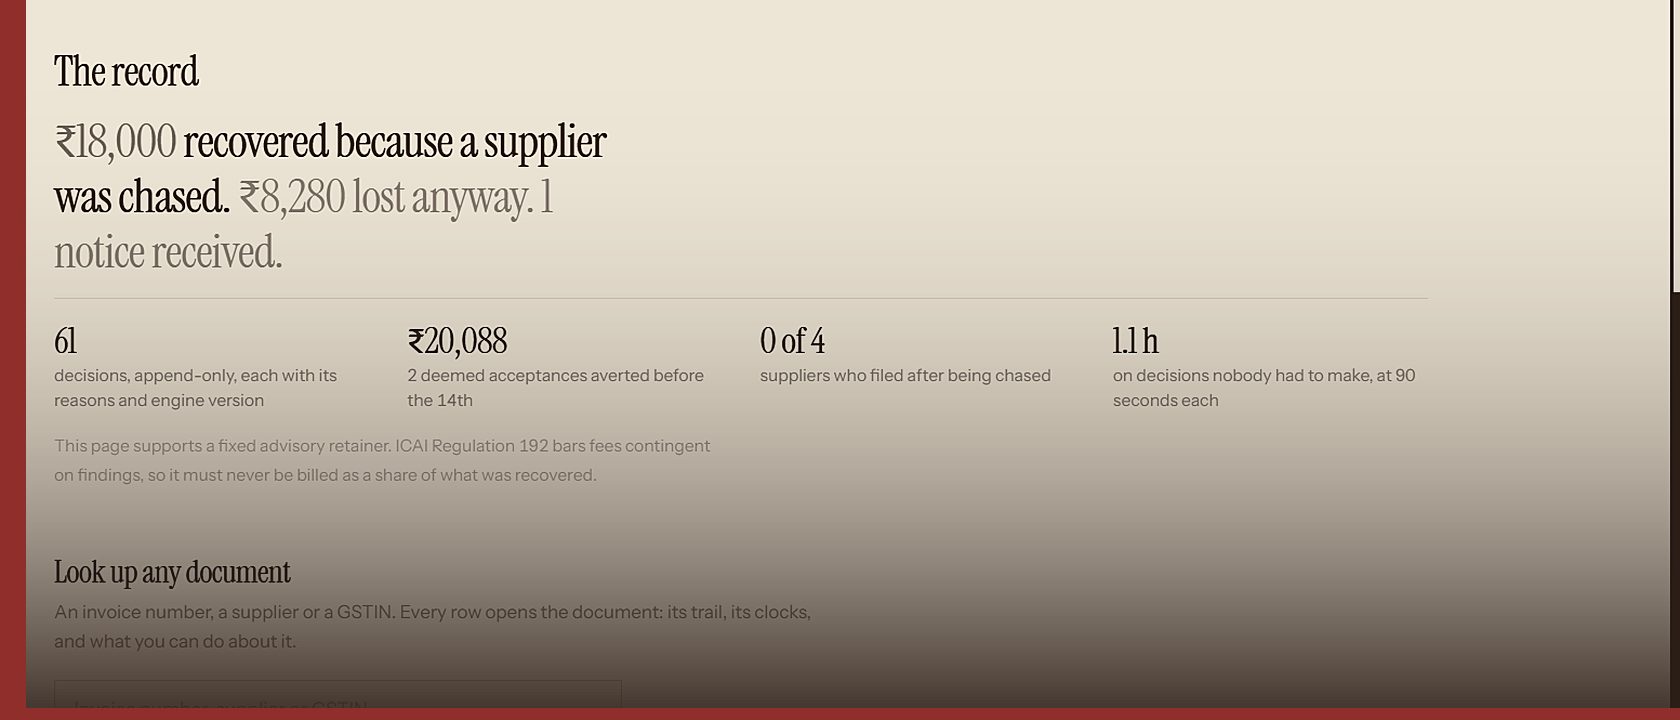 The record
₹18,000 recovered because a supplier
was chased. ₹8,280 lost anyway. 1
notice received.
61
decisions, append-only, each with its
reasons and engine version
₹20,088
2 deemed acceptances averted before
the 14th
0 of 4
suppliers who filed after being chased
1.1 h
on decisions nobody had to make, at 90
seconds each
This page supports a fixed advisory retainer. ICAI Regulation 192 bars fees contingent
on findings, so it must never be billed as a share of what was recovered.
Look up any document
An invoice number, a supplier or a GSTIN. Every row opens the document: its trail, its clocks,
and what you can do about it.
Invoice number, supplier or GSTIN